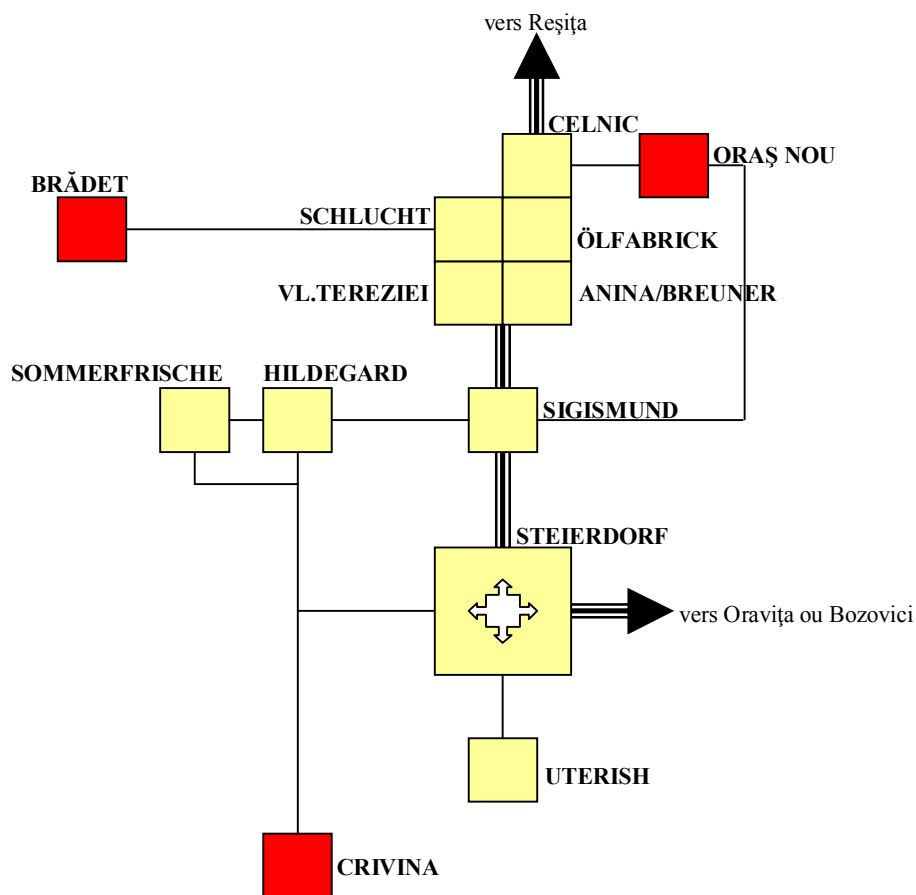 vers Reşiţa
CELNIC
ORAŞ NOU
BRĂDET
SCHLUCHT
ÖLFABRICK
VL.TEREZIEI
ANINA/BREUNER
SOMMERFRISCHE
HILDEGARD
SIGISMUND
STEIERDORF
vers Oraviţa ou Bozovici
UTERISH
CRIVINA